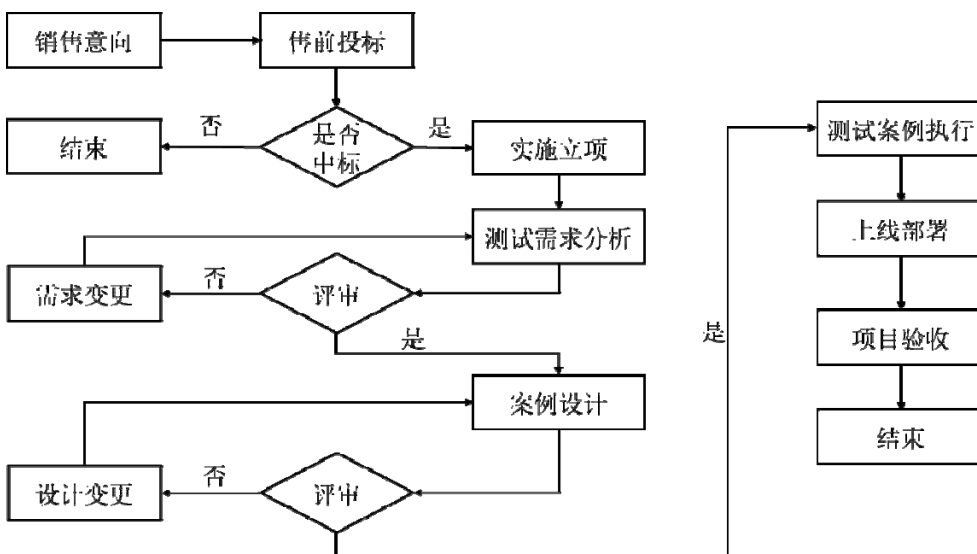 销售意向
售前投标
否
是否
中标
是
结束
实施立项
测试需求分析
需求变更
否
评审
是
案例设计
设计变更
否
评审
是
测试案例执行
上线部署
项目验收
结束